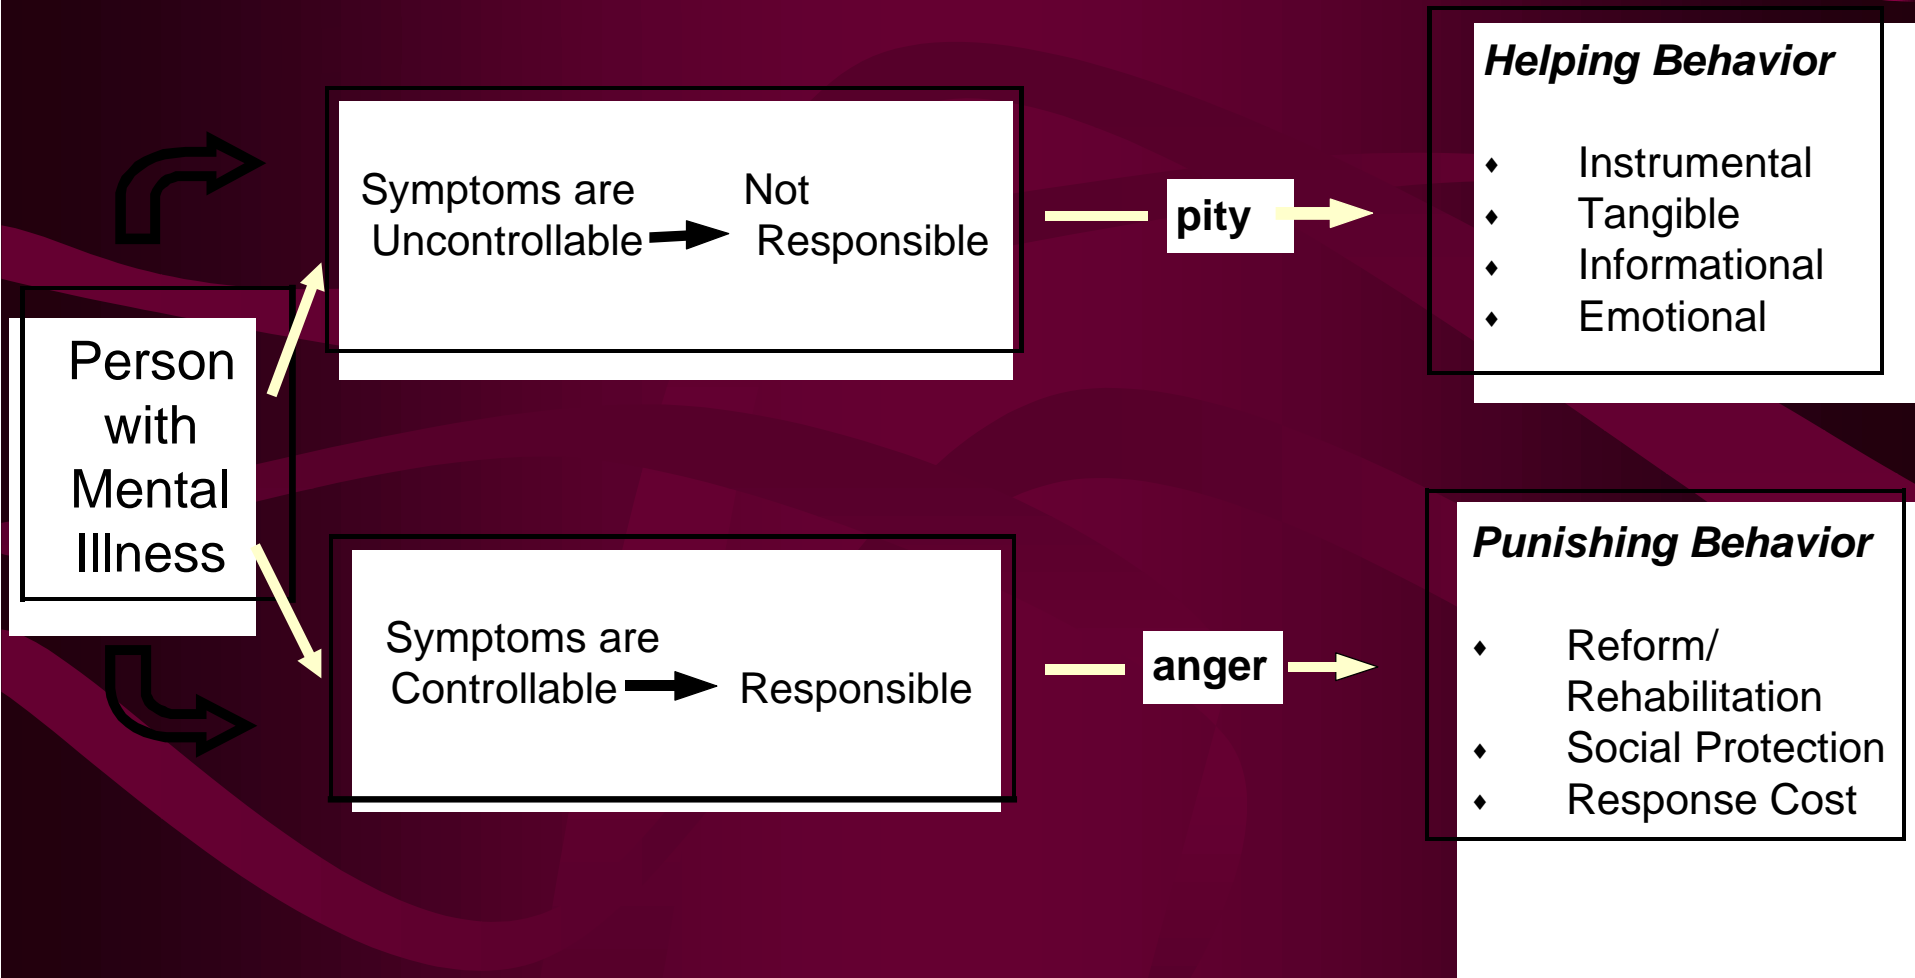 Person
with
Mental
Illness
Symptoms are Not
Uncontrollable Responsible
pity
Helping Behavior
Instrumental
Tangible
Informational
Emotional
Symptoms are
Controllable Responsible
anger
Punishing Behavior
Reform/
Rehabilitation
Social Protection
Response Cost